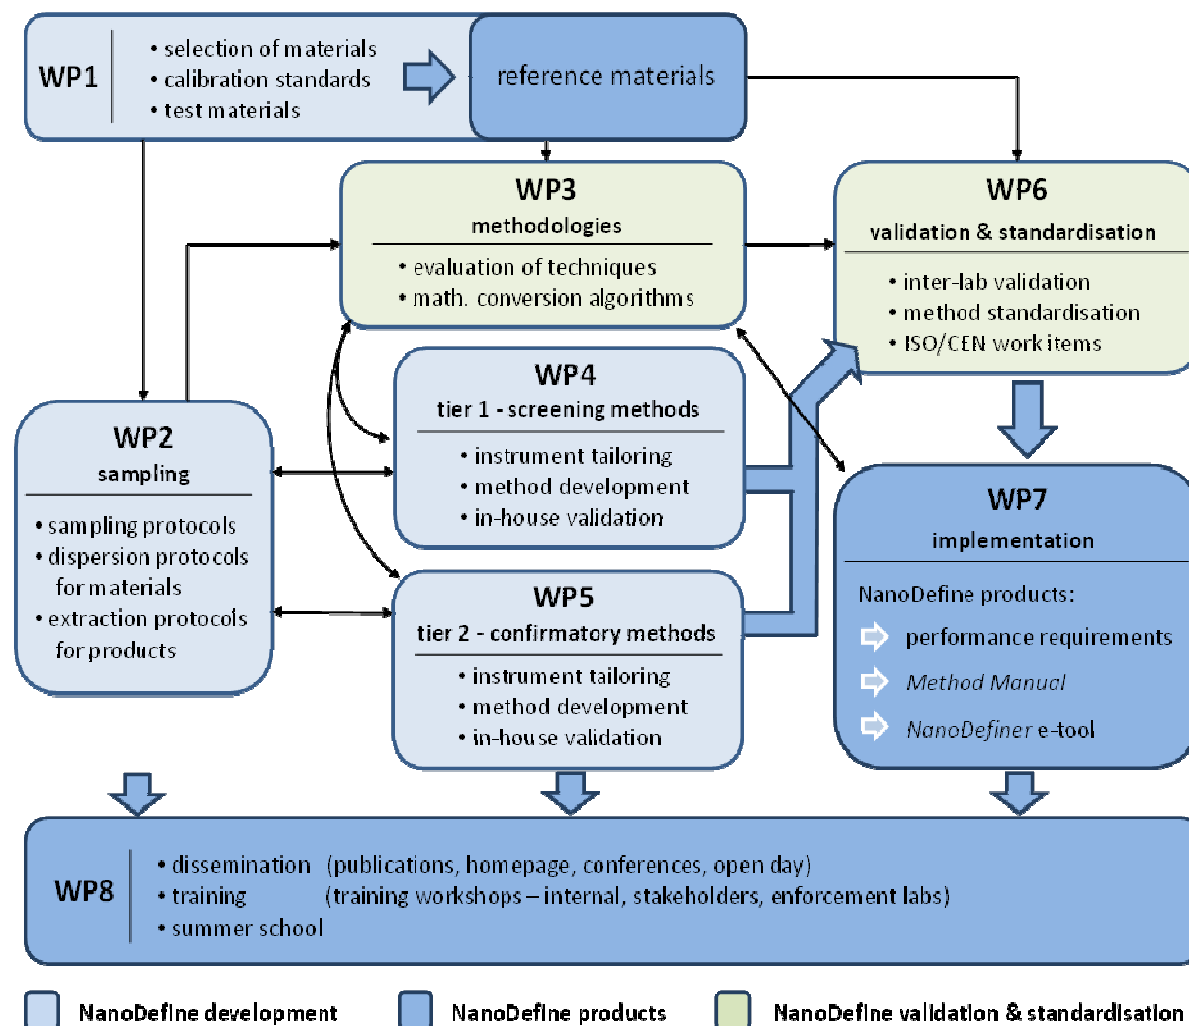 WP1
• selection of materials
• calibration standards
• test materials
reference materials
WP3
methodologies
• evaluation of techniques
• math. conversion algorithms
WP6
validation & standardisation
• inter-lab validation
• method standardisation
• ISO/CEN work items
WP4
tier 1 - screening methods
• instrument tailoring
• method development
• in-house validation
WP2
sampling
• sampling protocols
• dispersion protocols
for materials
• extraction protocols
for products
WP5
tier 2 - confirmatory methods
• instrument tailoring
• method development
• in-house validation
WP7
implementation
NanoDefine products:
performance requirements
Method Manual
NanoDefiner e-tool
WP8
• dissemination (publications, homepage, conferences, open day)
• training (training workshops – internal, stakeholders, enforcement labs)
• summer school
NanoDefine development
NanoDefine products
NanoDefine validation & standardisation